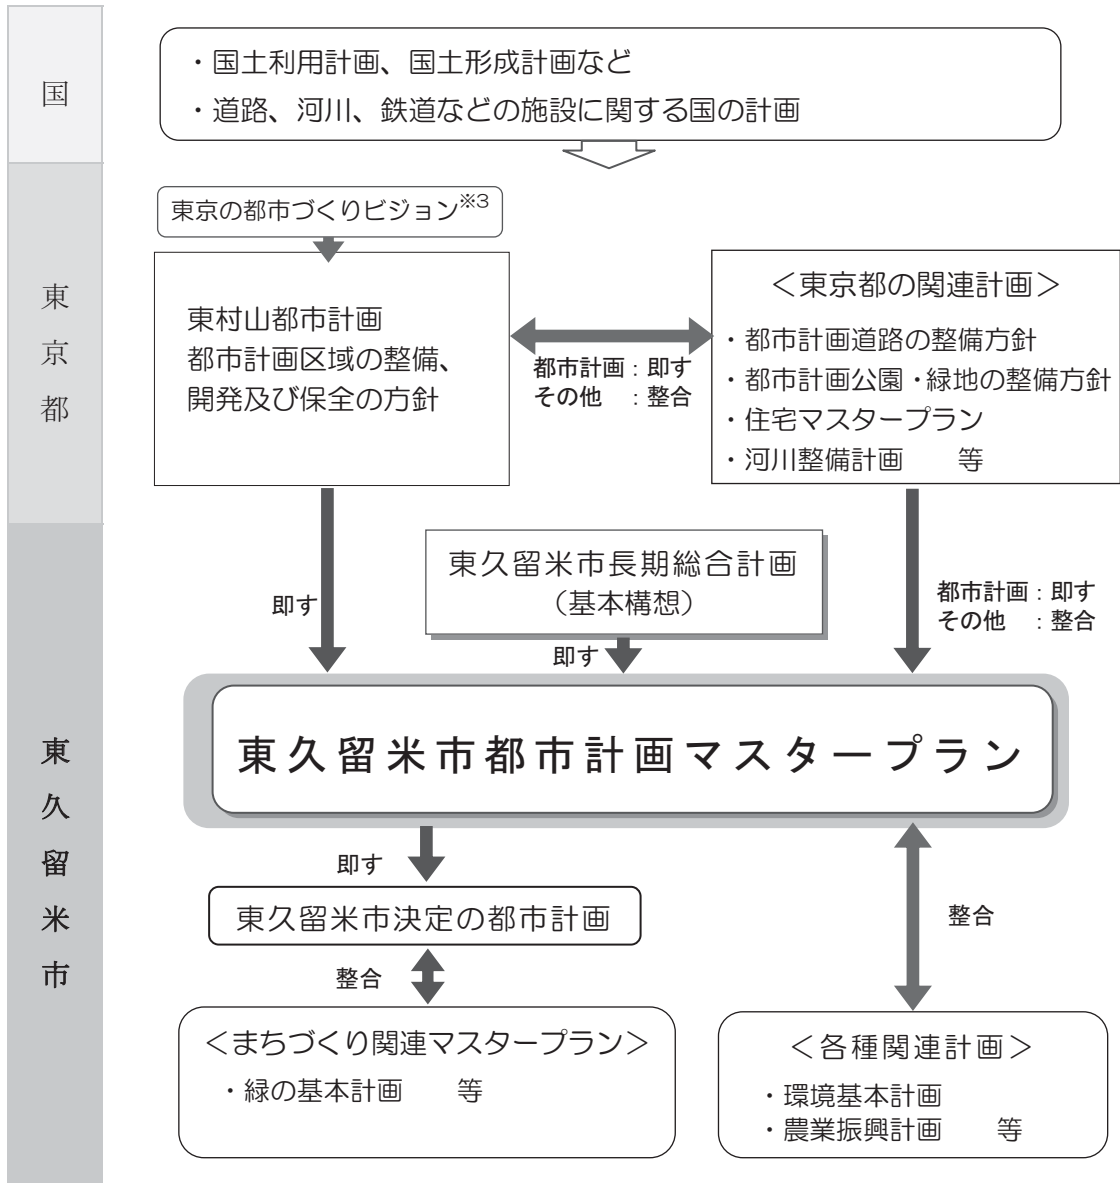 国
・国土利用計画、国土形成計画など
・道路、河川、鉄道などの施設に関する国の計画
東京都
東京の都市づくりビジョン※3
東村山都市計画
都市計画区域の整備、
開発及び保全の方針
都市計画：即す
その他　：整合
＜東京都の関連計画＞
・都市計画道路の整備方針
・都市計画公園・緑地の整備方針
・住宅マスタープラン
・河川整備計画　　等
東久留米市
即す
東久留米市長期総合計画
（基本構想）
即す
都市計画：即す
その他　：整合
東久留米市都市計画マスタープラン
即す
東久留米市決定の都市計画
整合
＜まちづくり関連マスタープラン＞
・緑の基本計画　　等
整合
＜各種関連計画＞
・環境基本計画
・農業振興計画　　等